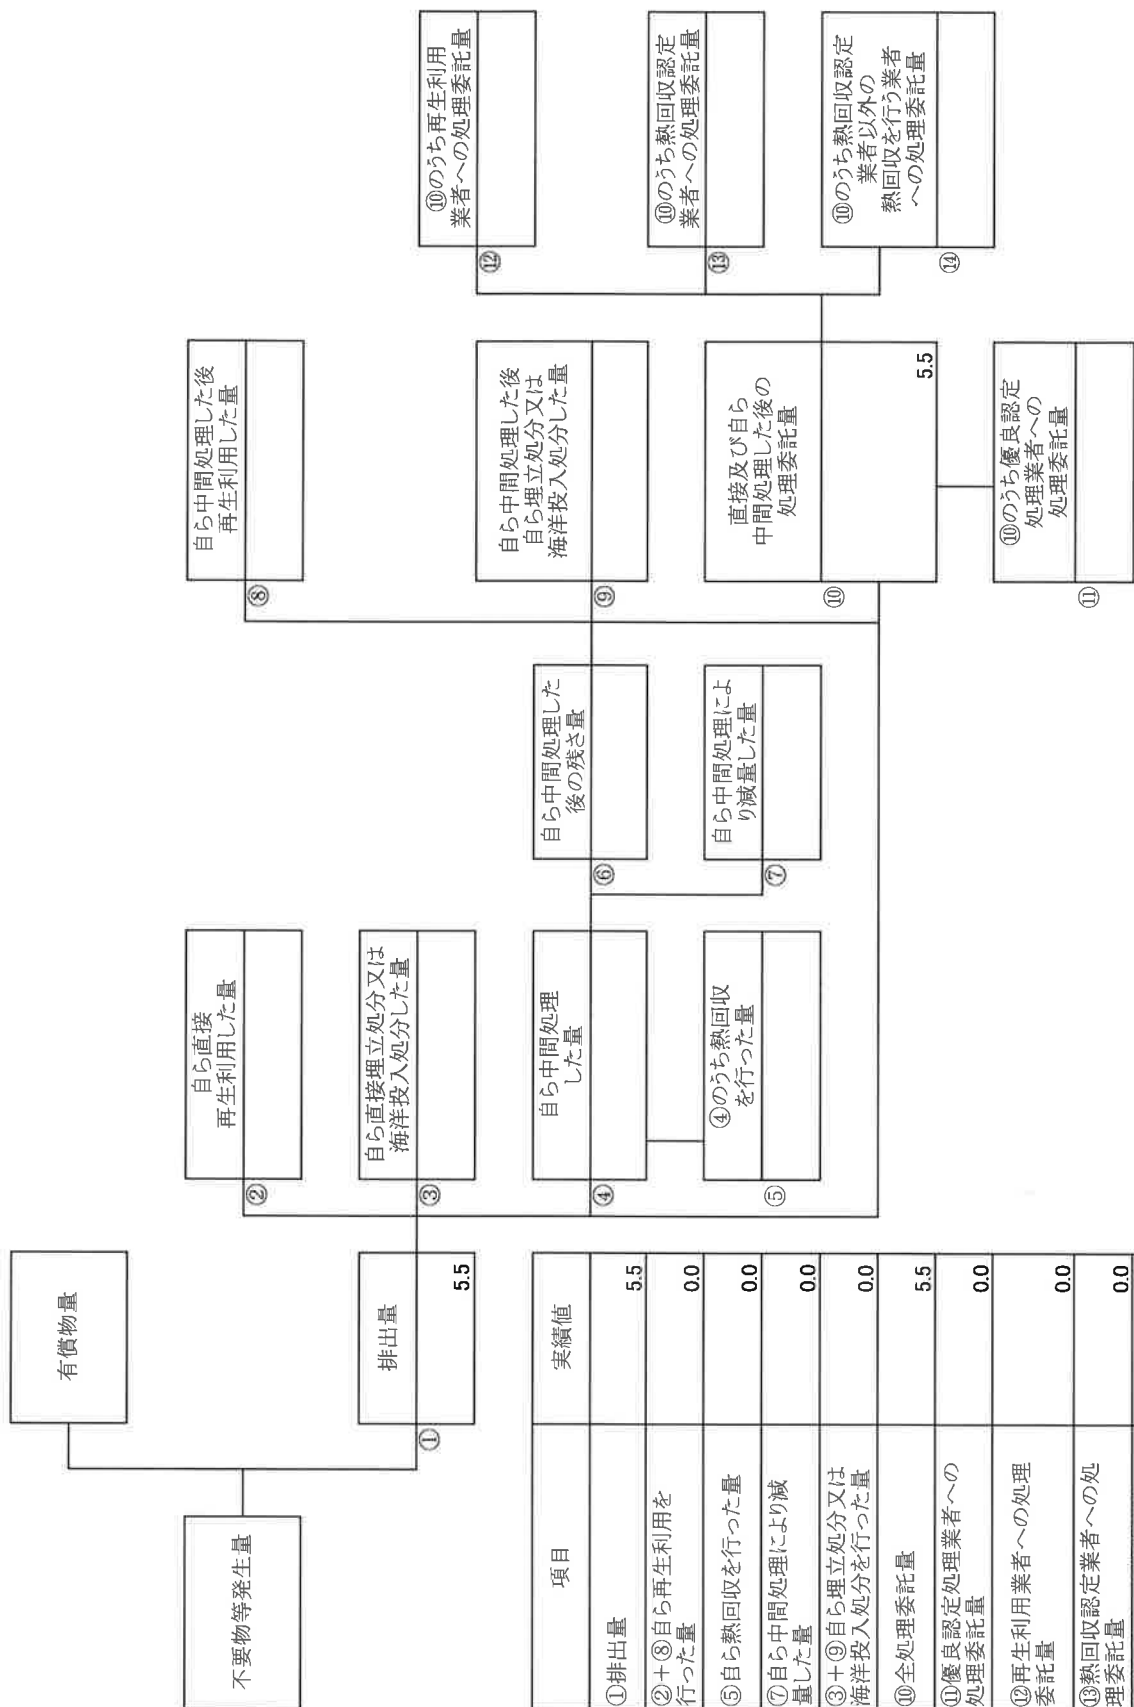 不要物等発生量
有償物量
排出量
①
5.5
自ら直接
再生利用した量
②
自ら直接埋立処分又は
海洋投入処分した量
③
自ら中間処理
した量
④
④のうち熱回収
を行った量
⑤
自ら中間処理した
後の残さ量
⑥
自ら中間処理によ
り減量した量
⑦
自ら中間処理した後
再生利用した量
⑧
自ら中間処理した後
自ら埋立処分又は
海洋投入処分した量
⑨
直接及び自ら
中間処理した後の
処理委託量
⑩
5.5
⑩のうち優良認定
処理業者への
処理委託量
⑪
⑩のうち再生利用
業者への処理委託量
⑫
⑩のうち熱回収認定
業者への処理委託量
⑬
⑩のうち熱回収認定
業者以外の
熱回収を行う業者
への処理委託量
⑭
項目 実績値
①排出量 5.5
②+⑧自ら再生利用を
行った量 0.0
⑤自ら熱回収を行った量 0.0
⑦自ら中間処理により減
量した量 0.0
③+⑨自ら埋立処分又は
海洋投入処分を行った量 0.0
⑩全処理委託量 5.5
⑪優良認定処理業者への
処理委託量 0.0
⑫再生利用業者への処理
委託量 0.0
⑬熱回収認定業者への処
理委託量 0.0